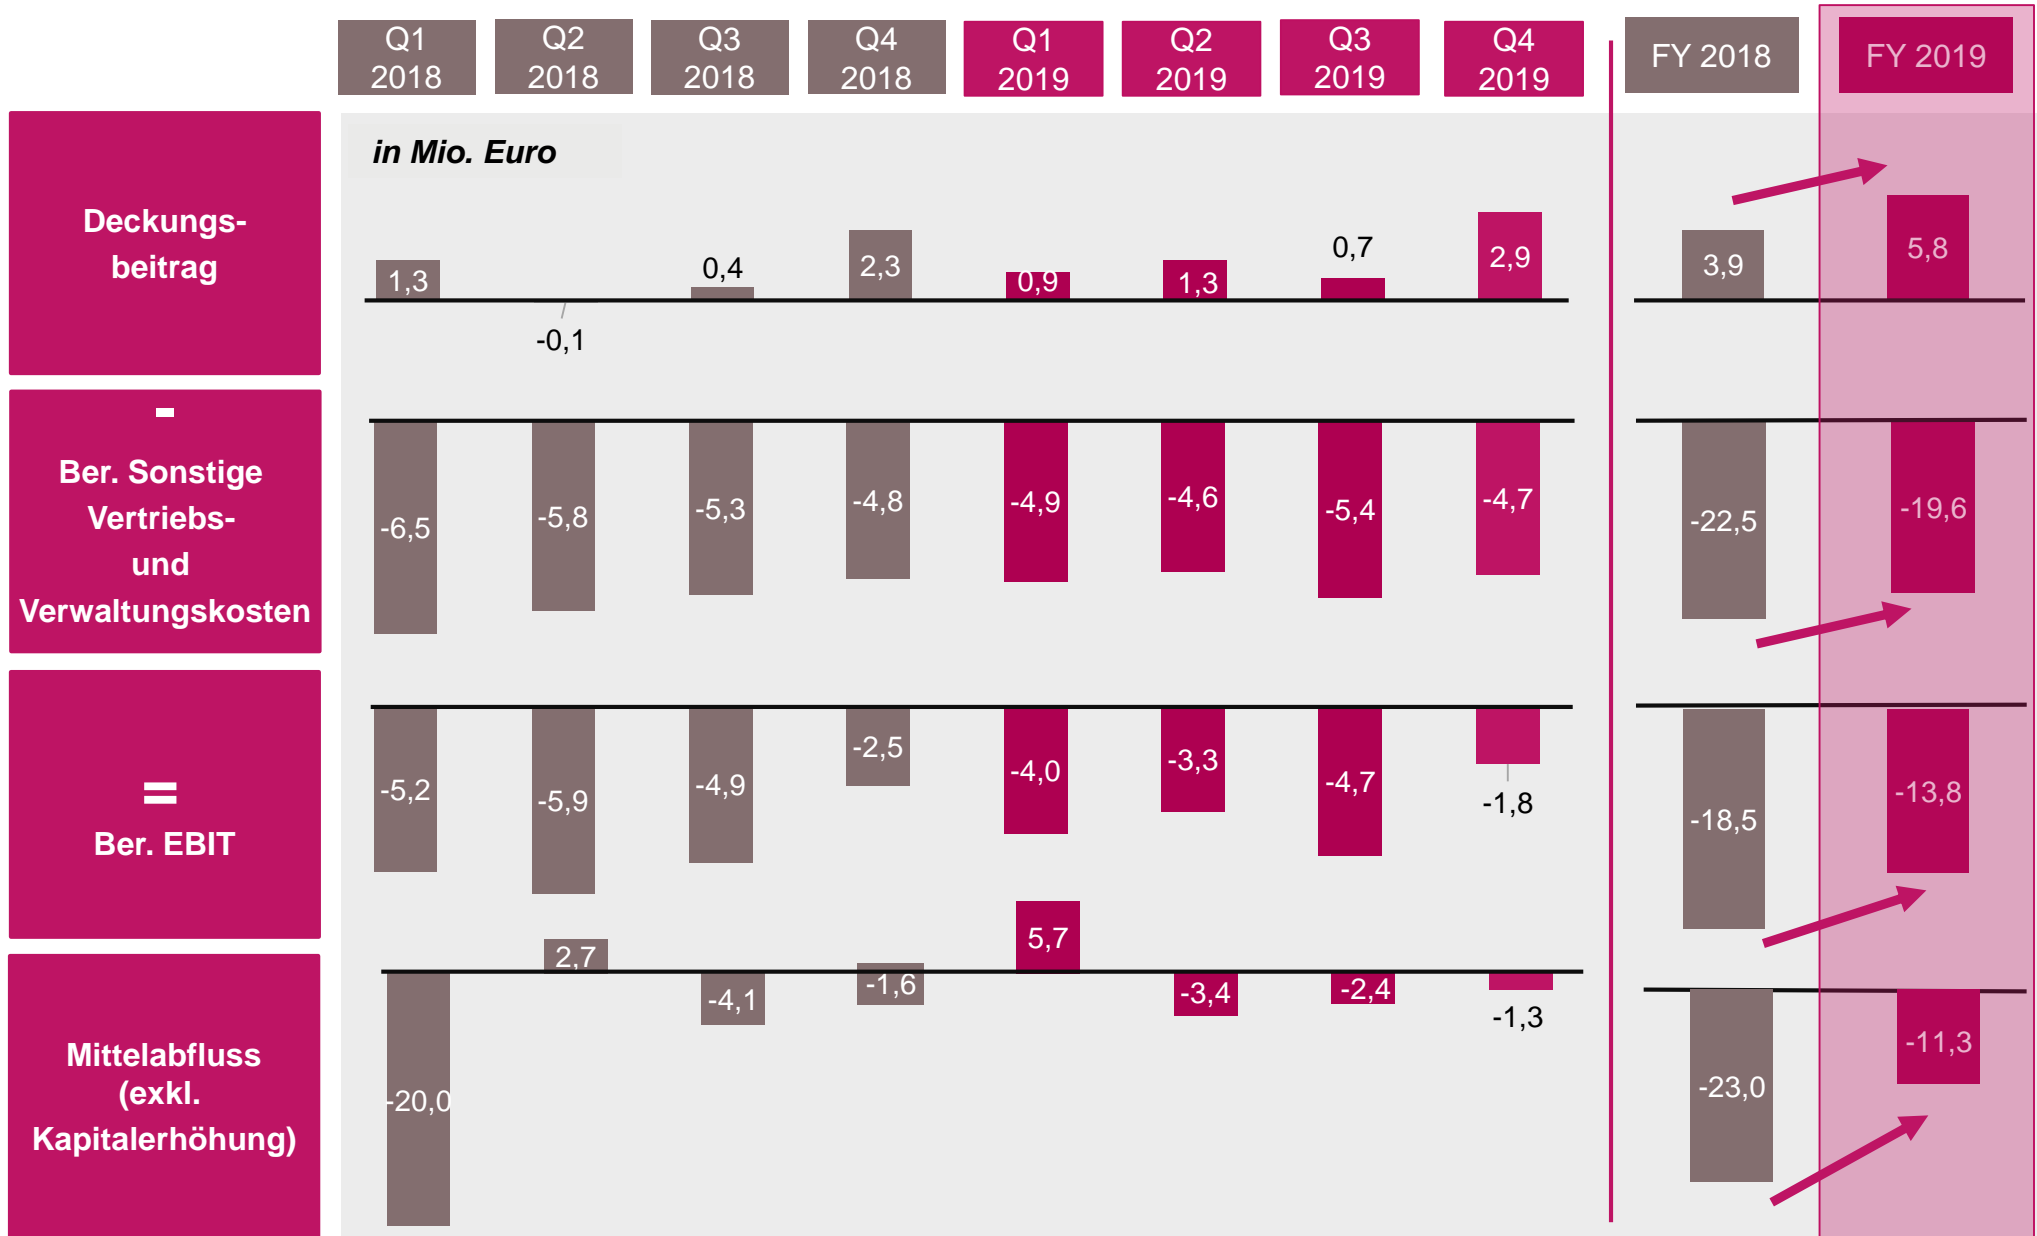 Q1
2018
Q2
2018
Q3
2018
Q4
2018
Q1
2019
Q2
2019
Q3
2019
Q4
2019
FY 2018
FY 2019
in Mio. Euro
Deckungs-
beitrag
1,3
-0,1
0,4
2,3
0,9
1,3
0,7
2,9
3,9
5,8
-
Ber. Sonstige
Vertriebs-
und
Verwaltungskosten
-6,5
-5,8
-5,3
-4,8
-4,9
-4,6
-5,4
-4,7
-22,5
-19,6
=
Ber. EBIT
-5,2
-5,9
-4,9
-2,5
-4,0
-3,3
-4,7
-1,8
-18,5
-13,8
Mittelabfluss
(exkl.
Kapitalerhöhung)
-20,0
2,7
-4,1
-1,6
5,7
-3,4
-2,4
-1,3
-23,0
-11,3